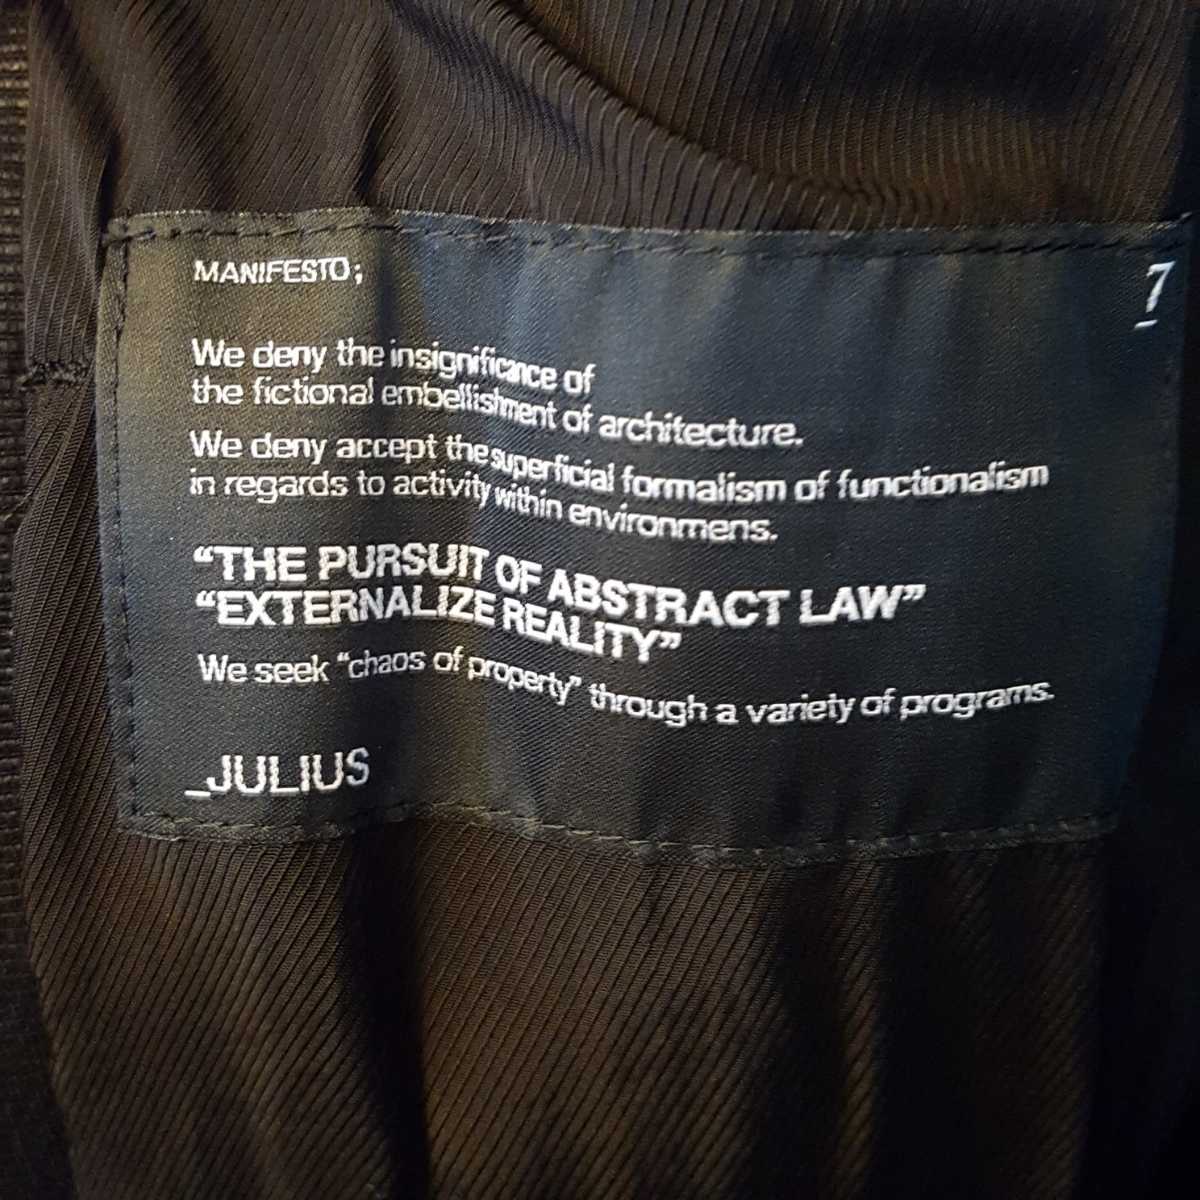 MANIFESTO;
7
We deny the insignificance of
the fictional embellishment of architecture.
We deny accept the superficial formalism of functionalism
in regards to activity within environmens.
“THE PURSUIT OF ABSTRACT LAW”
“EXTERNALIZE REALITY”
We seek “chaos of property” through a variety of programs.
_JULIUS